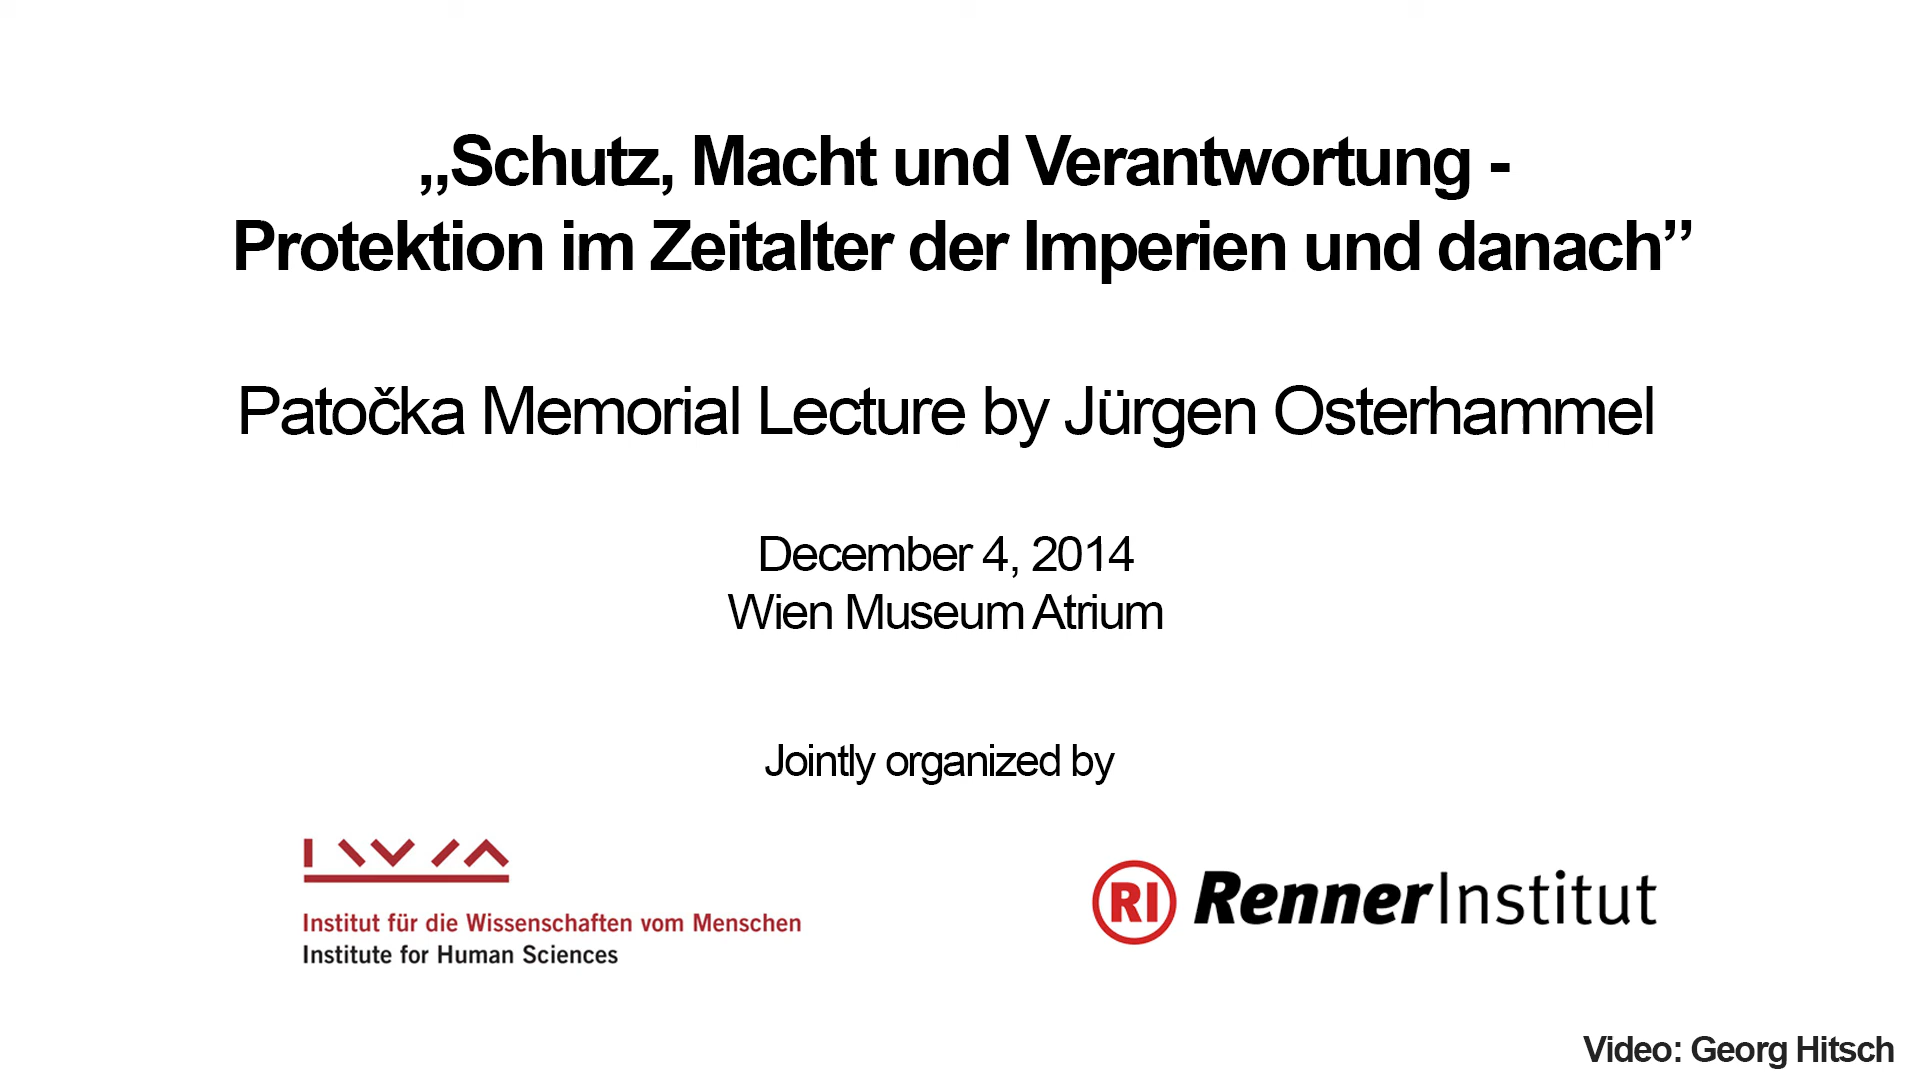 „Schutz, Macht und Verantwortung -
Protektion im Zeitalter der Imperien und danach”
Patočka Memorial Lecture by Jürgen Osterhammel
December 4, 2014
Wien Museum Atrium
Jointly organized by
IWM
Institut für die Wissenschaften vom Menschen
Institute for Human Sciences
RI RennerInstitut
Video: Georg Hitsch